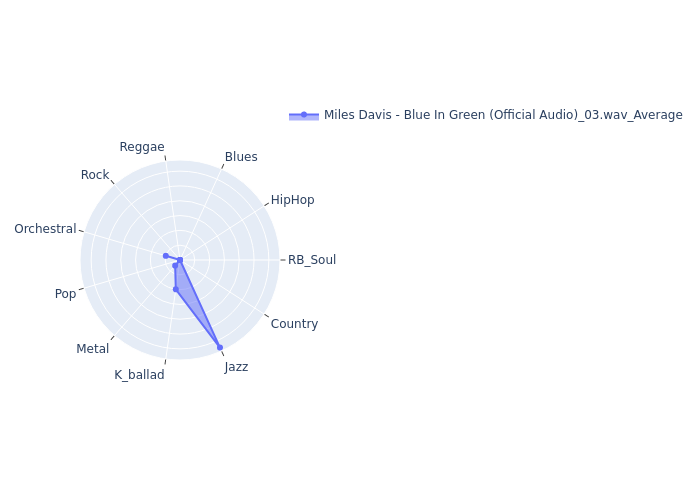 Miles Davis - Blue In Green (Official Audio)_03.wav_Average
Reggae
Blues
Rock
HipHop
Orchestral
RB_Soul
Pop
Country
Metal
Jazz
K_ballad